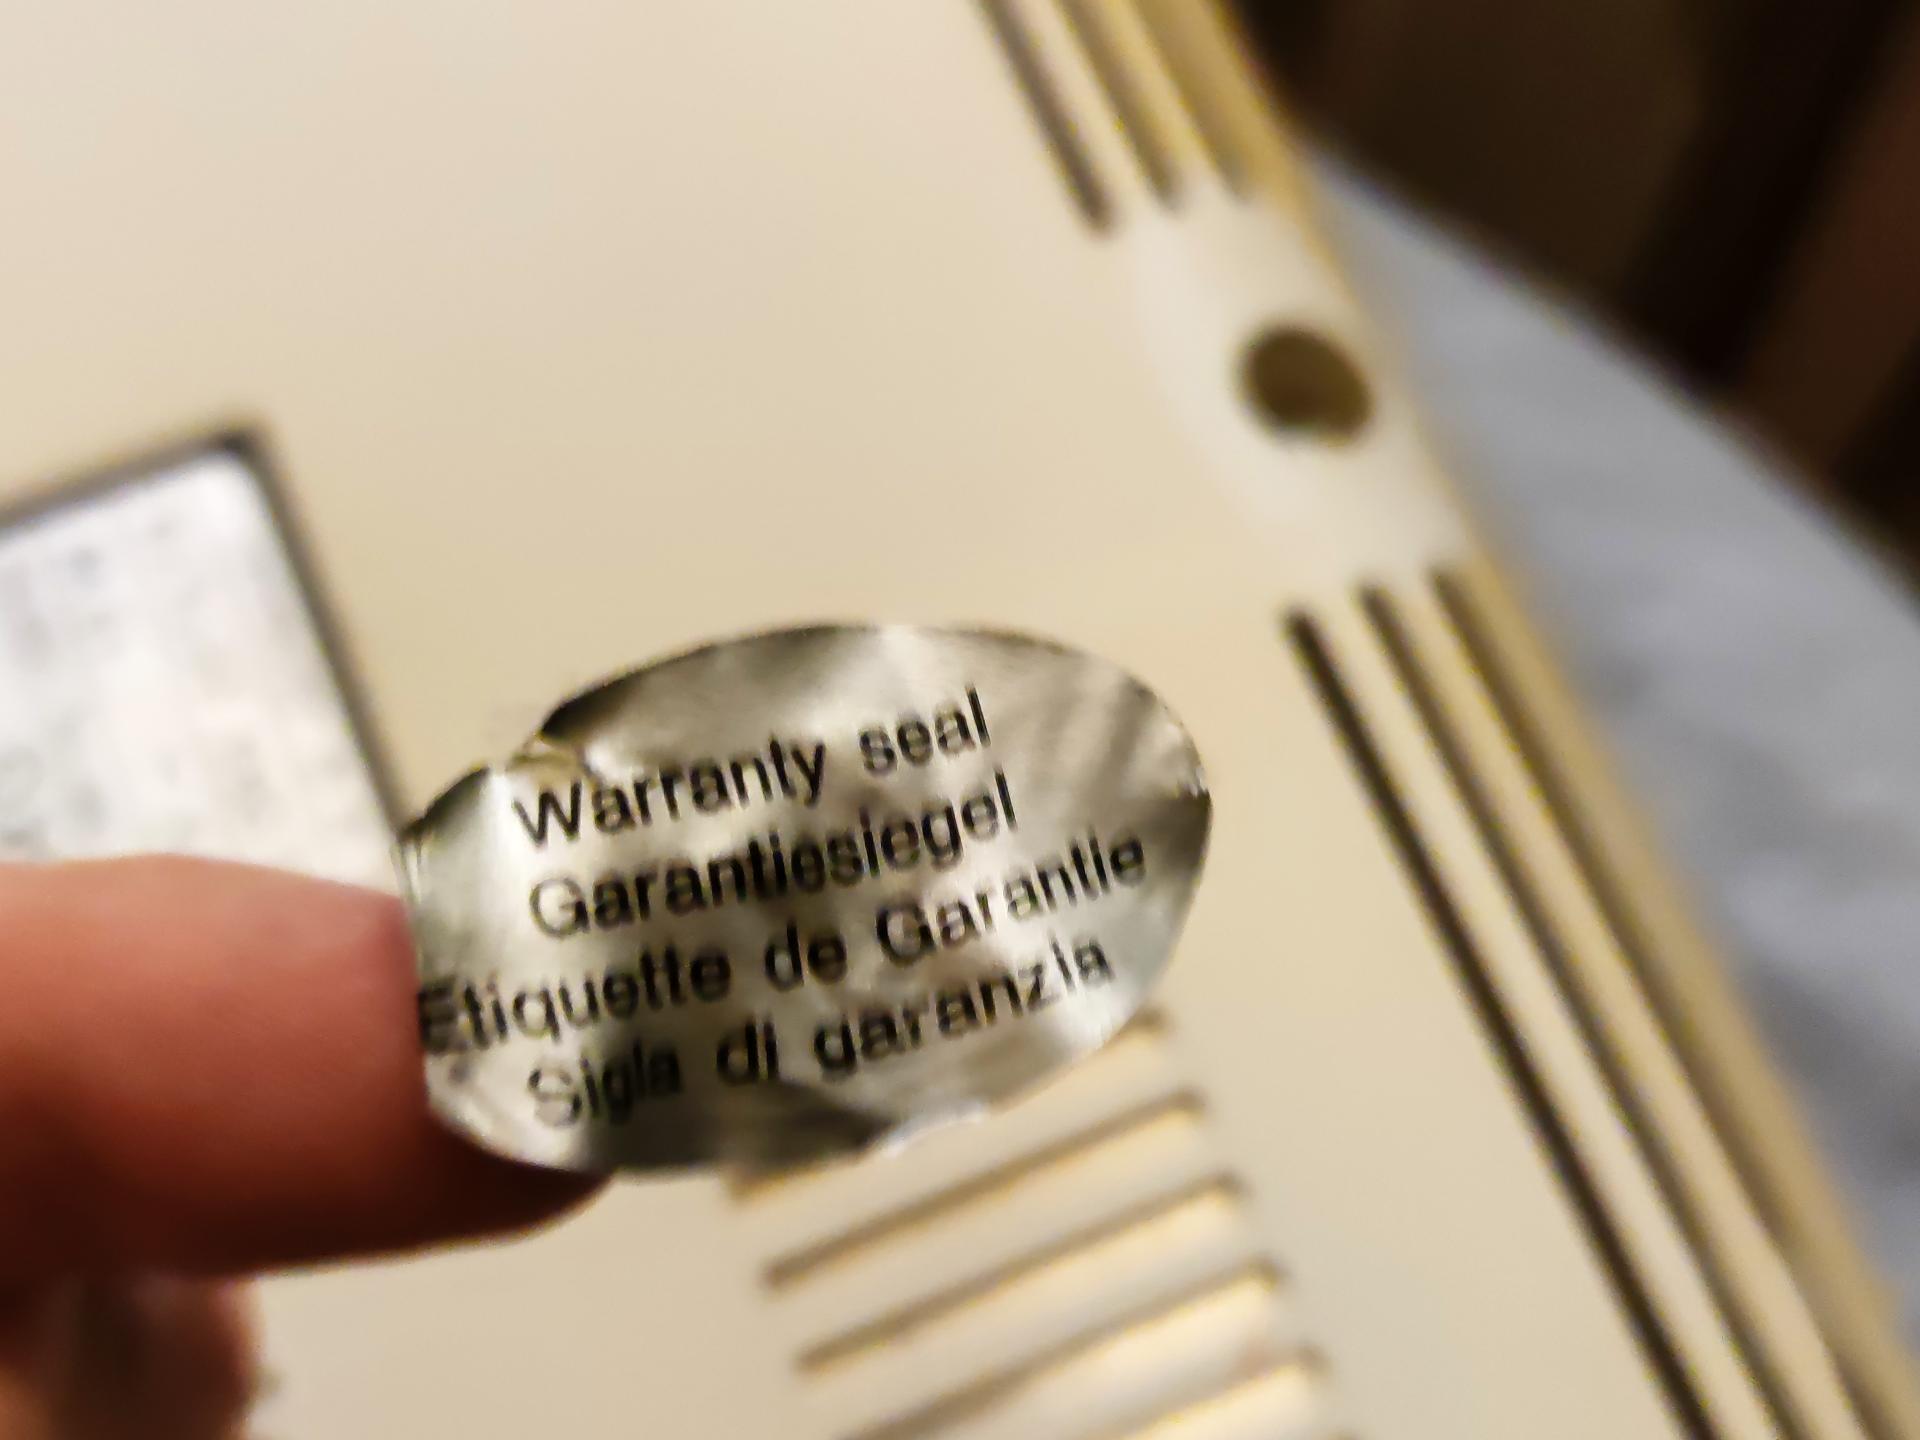 Warranty seal
Garantiesiegel
Etiquette de Garantie
Sigla di garanzia